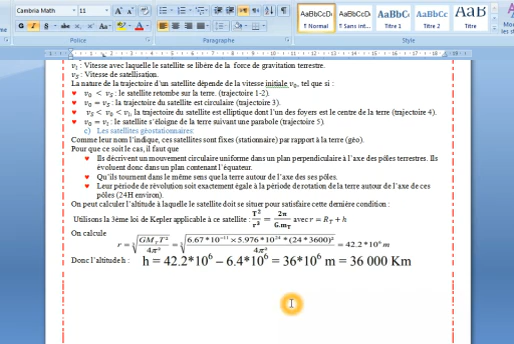 Cambria Math 11
Police Paragraphe Style
AaBbCcDc AaBbCcDc AaBbC AaBbCc AaB
¶ Normal ¶ Sans int... Titre 1 Titre 2 Titre
v₁ : Vitesse avec laquelle le satellite se libère de la force de gravitation terrestre.
v_S : Vitesse de satellisation.
La nature de la trajectoire d'un satellite dépend de la vitesse initiale v₀, tel que si :
♥ v₀ < v_S : le satellite retombe sur la terre. (trajectoire 1-2).
♥ v₀ = v_S : la trajectoire du satellite est circulaire (trajectoire 3).
♥ v_S < v₀ < v_l, la trajectoire du satellite est elliptique dont l'un des foyers est le centre de la terre (trajectoire 4).
♥ v₀ = v_l : le satellite s'éloigne de la terre suivant une parabole (trajectoire 5)
c) Les satellites géostationnaires:
Comme leur l'indique, ces satellites sont fixes (stationnaire) par rapport à la terre (géo).
Pour que ce soit le cas, il faut que
♥ Ils décrivent un mouvement circulaire uniforme dans un plan perpendiculaire à l'axe des pôles terrestres. Ils
évoluent donc dans un plan contenant l'équateur.
♥ Qu'ils tournent dans le même sens que la terre autour de l'axe des ses pôles.
♥ Leur période de révolution soit exactement égale à la période de rotation de la terre autour de l'axe de ces
pôles (24H environ).
On peut calculer l'altitude à laquelle le satellite doit se situer pour satisfaire cette dernière condition :
Utilisons la 3ème loi de Kepler applicable à ce satellite : T²/r³ = 2π/G.m_T avec r = R_T + h
On calcule
r = ∛(GM_T T²/4π²) = ∛(6.67*10⁻¹¹×5.976*10²⁴*(24*3600)²/4π²) = 42.2*10⁶ m
Donc l'altitude h : h = 42.2*10⁶ – 6.4*10⁶ = 36*10⁶ m = 36 000 Km